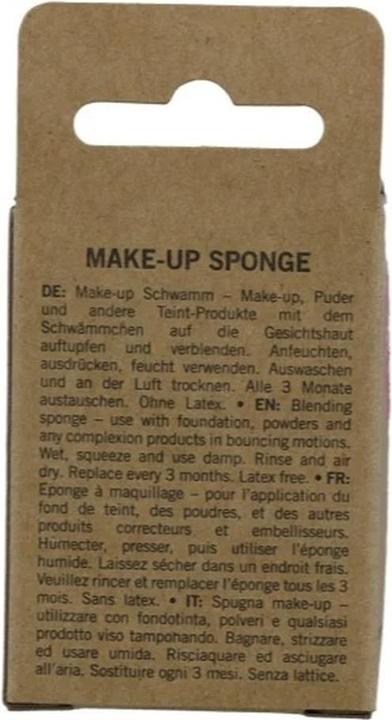 MAKE-UP SPONGE
DE: Make-up Schwamm – Make-up, Puder
und andere Teint-Produkte mit dem
Schwämmchen auf die Gesichtshaut
auftupfen und verblenden. Anfeuchten,
ausdrücken, feucht verwenden. Auswaschen
und an der Luft trocknen. Alle 3 Monate
austauschen. Ohne Latex. • EN: Blending
sponge – use with foundation, powders and
any complexion products in bouncing motions.
Wet, squeeze and use damp. Rinse and air
dry. Replace every 3 months. Latex free. • FR:
Eponge à maquillage – pour l'application du
fond de teint, des poudres, et des autres
produits correcteurs et embellisseurs.
Humecter, presser, puis utiliser l'éponge
humide. Laissez sécher dans un endroit frais.
Veuillez rincer et remplacer l'éponge tous les 3
mois. Sans latex. • IT: Spugna make-up –
utilizzare con fondotinta, polveri e qualsiasi
prodotto viso tampohando. Bagnare, strizzare
ed usare umida. Risciaquare ed asciugare
all'aria. Sostituire ogni 3 mesi. Senza lattice.